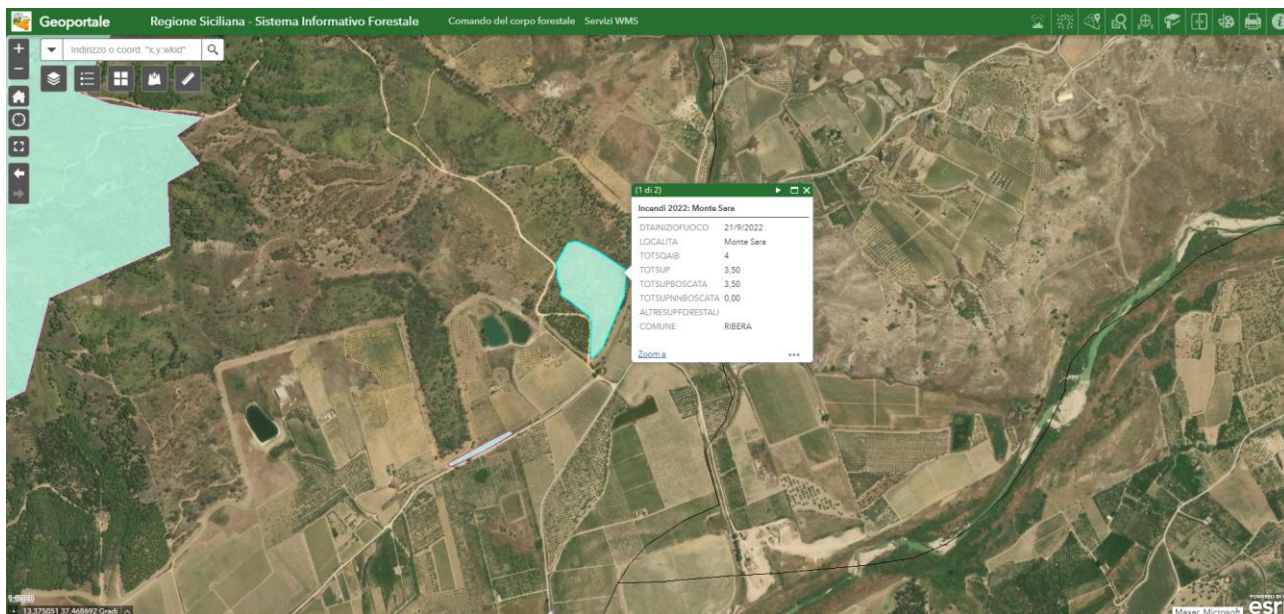 Geoportale Regione Siciliana - Sistema Informativo Forestale Comando del corpo forestale Servizi WMS
Indirizzo o coord. "x,y:wkid"
(1 di 2)
Incendi 2022: Monte Sara
DTAINIZIOFUOCO 21/9/2022
LOCALITA Monte Sara
TOTSQAIB 4
TOTSUP 3,50
TOTSUPBOSCATA 3,50
TOTSUPNNBOSCATA 0,00
ALTRESUPFORESTALI
COMUNE RIBERA
Zoom a
13,375051 37,468692 Gradi
Maxar, Microsoft
POWERED BY
esri